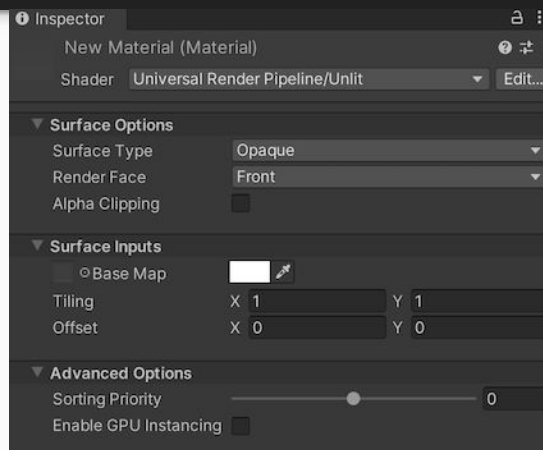 Inspector
New Material (Material)
Shader Universal Render Pipeline/Unlit Edit...
Surface Options
Surface Type Opaque
Render Face Front
Alpha Clipping
Surface Inputs
Base Map
Tiling X 1 Y 1
Offset X 0 Y 0
Advanced Options
Sorting Priority 0
Enable GPU Instancing